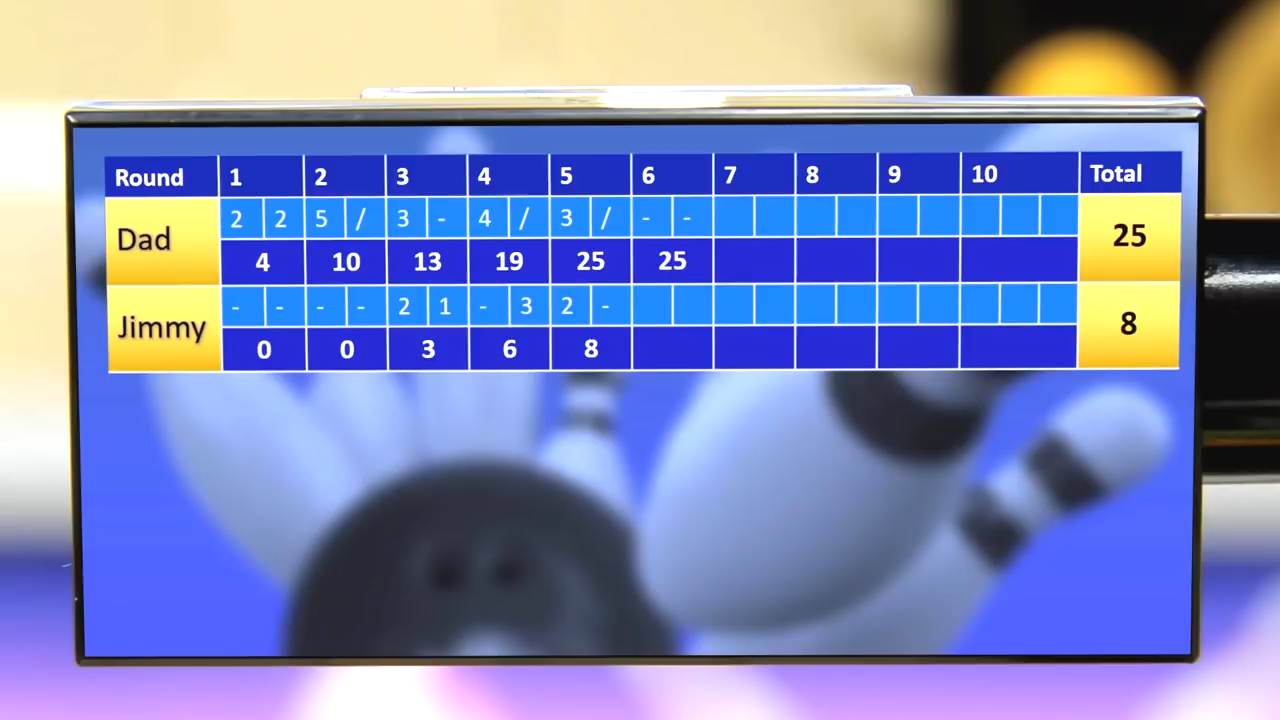 Round 1 2 3 4 5 6 7 8 9 10 Total
Dad 2 2 5 / 3 - 4 / 3 / - - 25
4 10 13 19 25 25
Jimmy - - - - 2 1 - 3 2 - 8
0 0 3 6 8